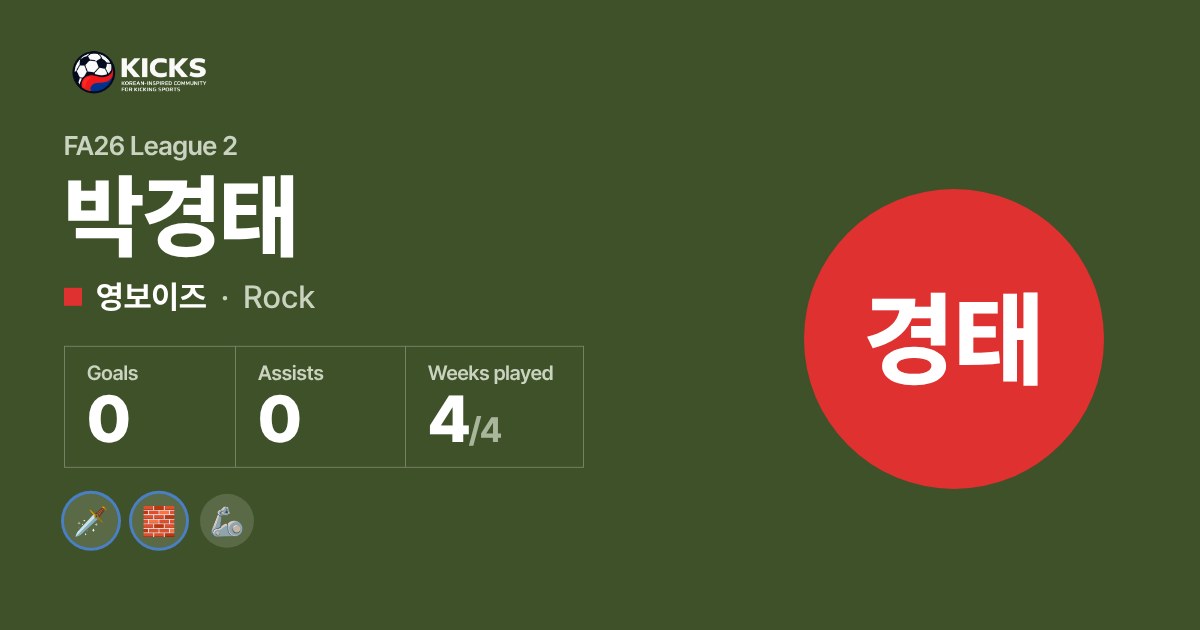 KICKS
KOREAN-INSPIRED COMMUNITY
FOR KICKING SPORTS
FA26 League 2
박경태
영보이즈 · Rock
Goals
0
Assists
0
Weeks played
4/4
경태